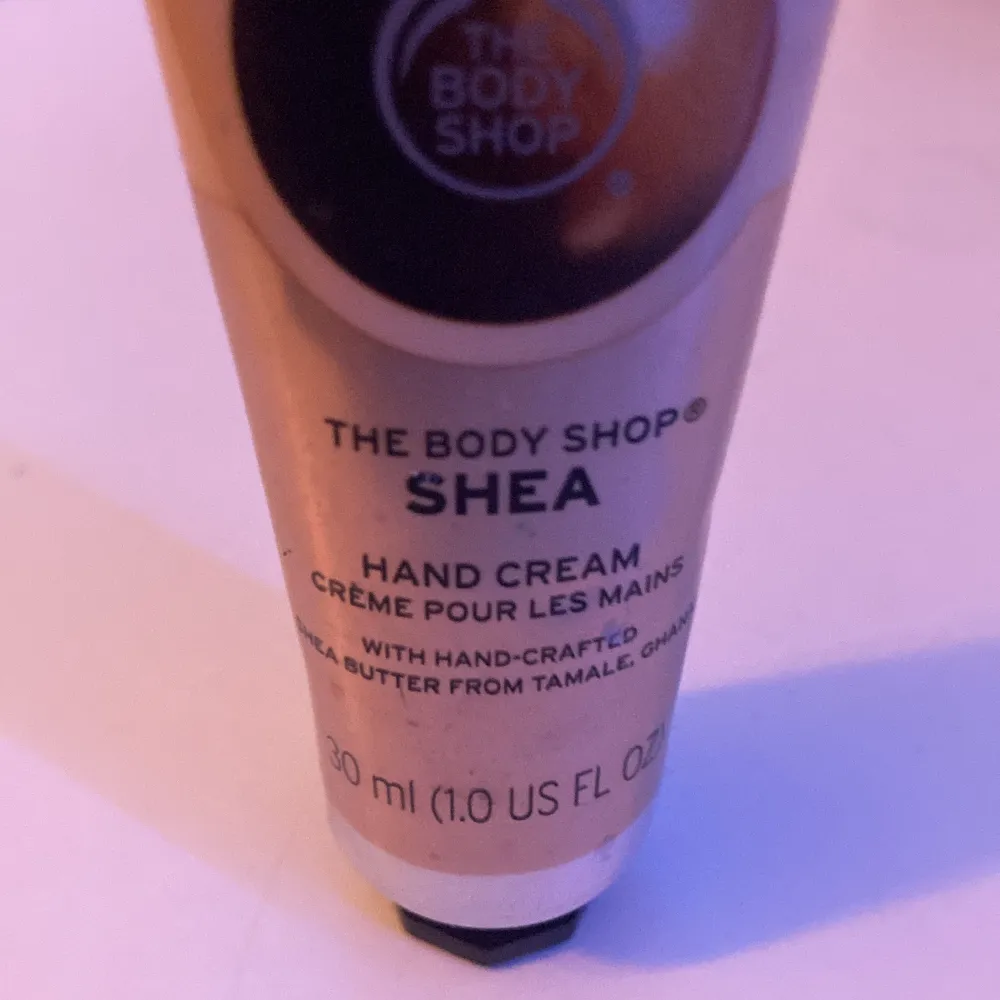 THE
BODY
SHOP
®
THE BODY SHOP®
SHEA
HAND CREAM
CRÈME POUR LES MAINS
WITH HAND-CRAFTED
SHEA BUTTER FROM TAMALE, GHANA
30 ml (1.0 US FL OZ)